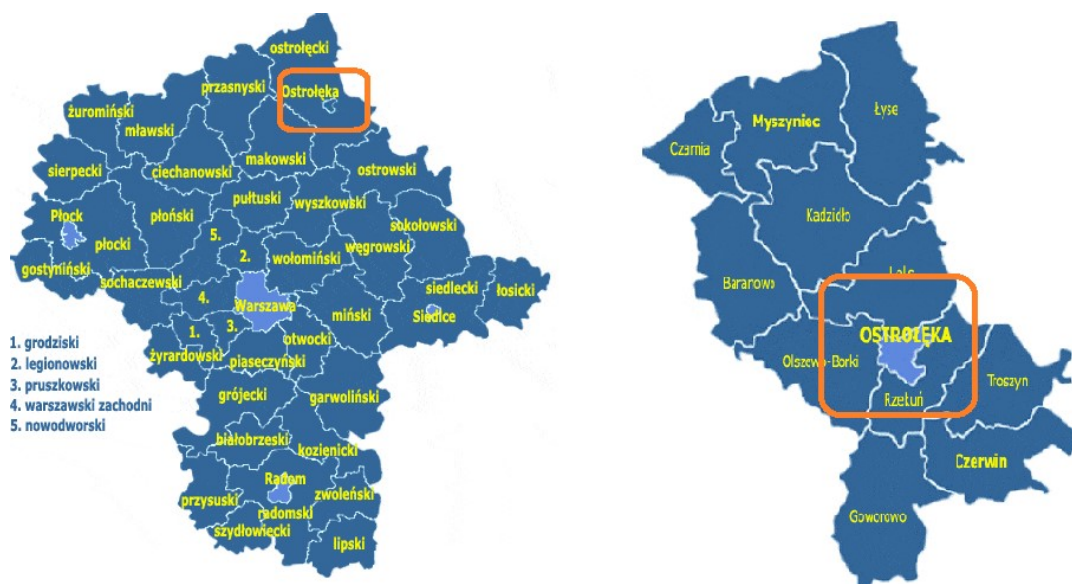 ostrołęcki
przasnyski
Ostrołęka
żuromiński
mławski
sierpecki
ciechanowski
makowski
ostrowski
pułtuski
wyszkowski
Płock
płoński
5.
sokołowski
płocki
węgrowski
2.
wołomiński
gostyniński
sochaczewski
4.
Warszawa
siedlecki
łosicki
miński
Siedlce
1.
3.
otwocki
żyrardowski
piaseczyński
grójecki
garwoliński
białobrzeski
kozienicki
Radom
przysuski
zwoleński
radomski
szydłowiecki
lipski
1. grodziski
2. legionowski
3. pruszkowski
4. warszawski zachodni
5. nowodworski
Łyse
Myszyniec
Czarnia
Kadzidło
Baranowo
OSTROŁĘKA
Olszewo-Borki
Troszyn
Rzekuń
Czerwin
Goworowo